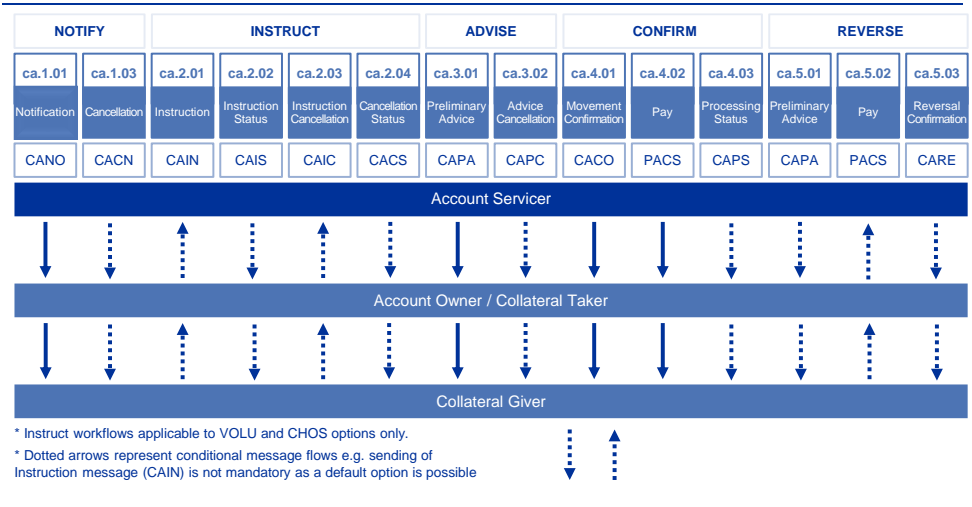 NOTIFY INSTRUCT ADVISE CONFIRM REVERSE
ca.1.01 ca.1.03 ca.2.01 ca.2.02 ca.2.03 ca.2.04 ca.3.01 ca.3.02 ca.4.01 ca.4.02 ca.4.03 ca.5.01 ca.5.02 ca.5.03
Notification
Cancellation
Instruction
Instruction
Status
Instruction
Cancellation
Cancellation
Status
Preliminary
Advice
Advice
Cancellation
Movement
Confirmation
Pay
Processing
Status
Preliminary
Advice
Pay
Reversal
Confirmation
CANO CACN CAIN CAIS CAIC CACS CAPA CAPC CACO PACS CAPS CAPA PACS CARE
Account Servicer
Account Owner / Collateral Taker
Collateral Giver
* Instruct workflows applicable to VOLU and CHOS options only.
* Dotted arrows represent conditional message flows e.g. sending of
Instruction message (CAIN) is not mandatory as a default option is possible